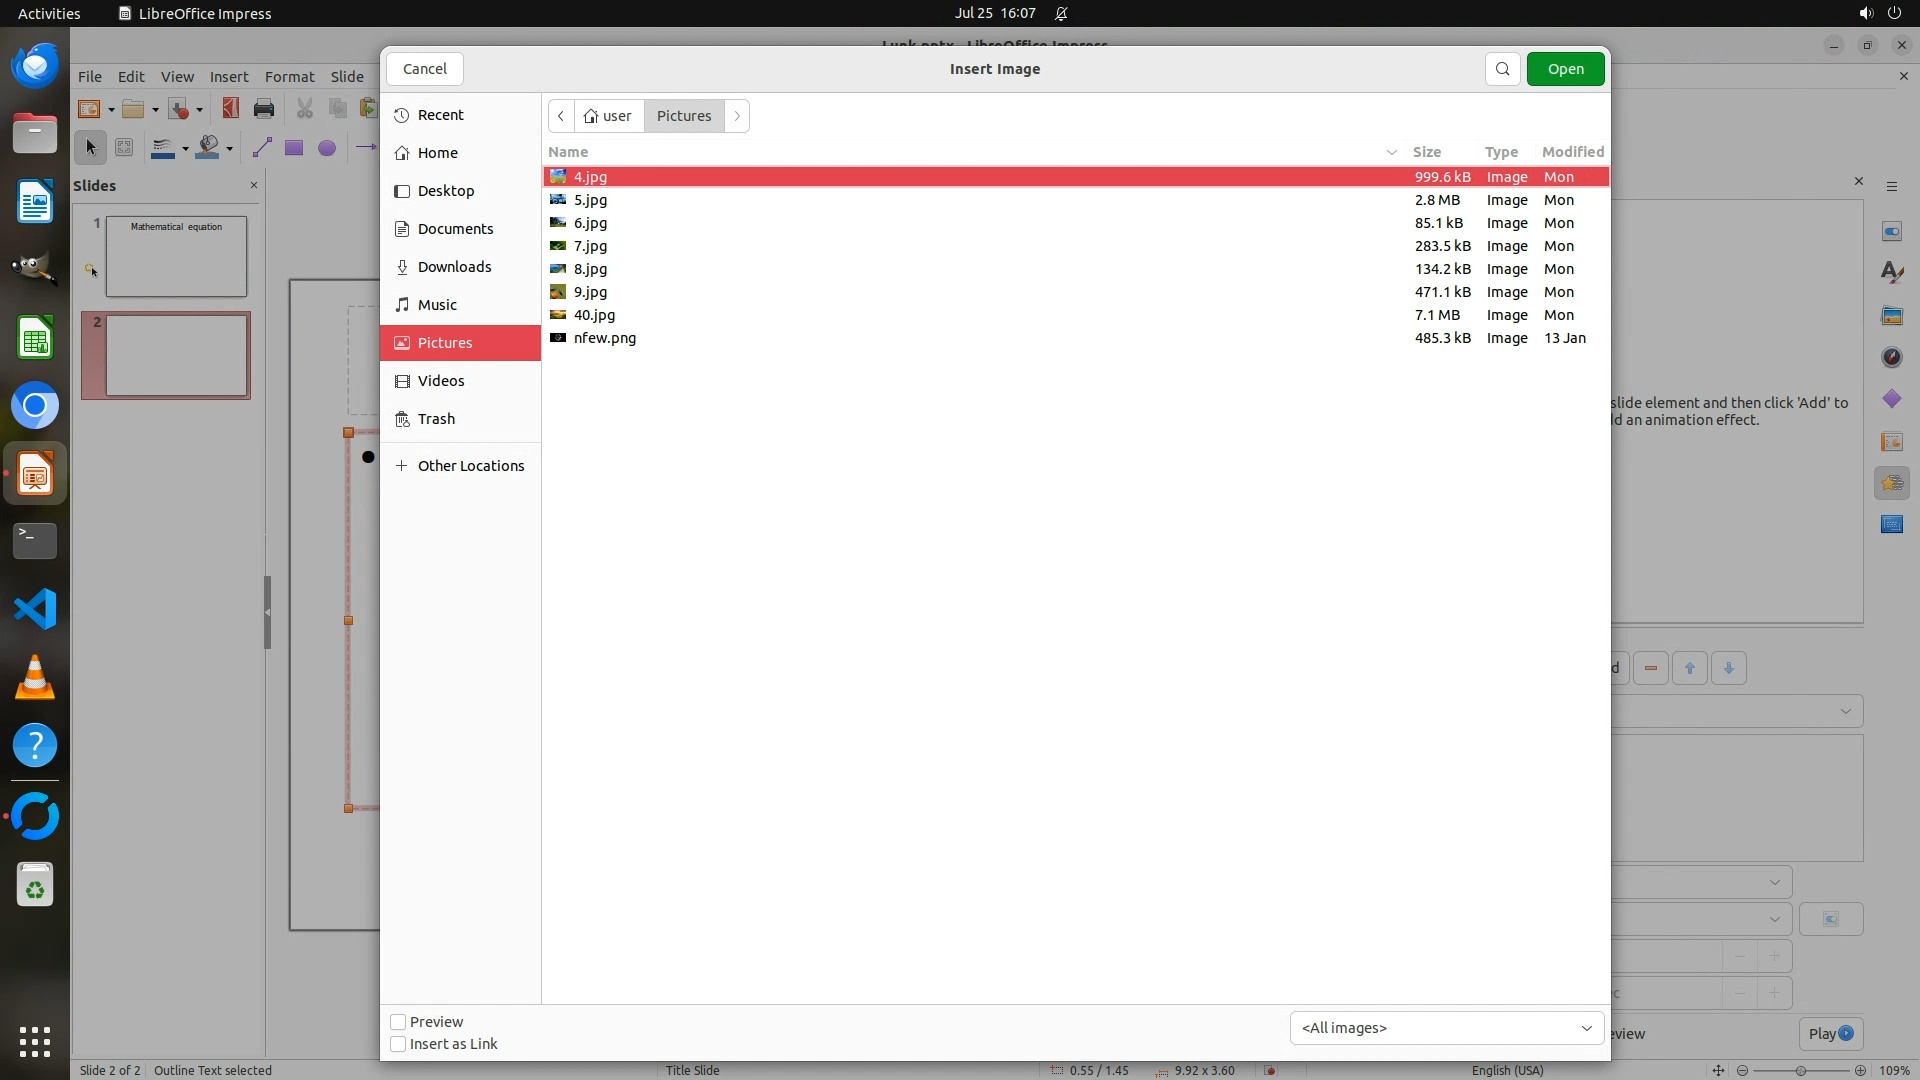 Activities
LibreOffice Impress
Jul 25 16:07
File Edit View Insert Format Slide
Cancel
Insert Image
Open
Slides
1
Mathematical equation
2
Recent
Home
Desktop
Documents
Downloads
Music
Pictures
Videos
Trash
Other Locations
user
Pictures
Name Size Type Modified
4.jpg 999.6 kB Image Mon
5.jpg 2.8 MB Image Mon
6.jpg 85.1 kB Image Mon
7.jpg 283.5 kB Image Mon
8.jpg 134.2 kB Image Mon
9.jpg 471.1 kB Image Mon
40.jpg 7.1 MB Image Mon
nfew.png 485.3 kB Image 13 Jan
slide element and then click 'Add' to
d an animation effect.
d
c
eview
Play
Preview
Insert as Link
<All images>
Slide 2 of 2
Outline Text selected
Title Slide
0.55 / 1.45
9.92 x 3.60
English (USA)
109%